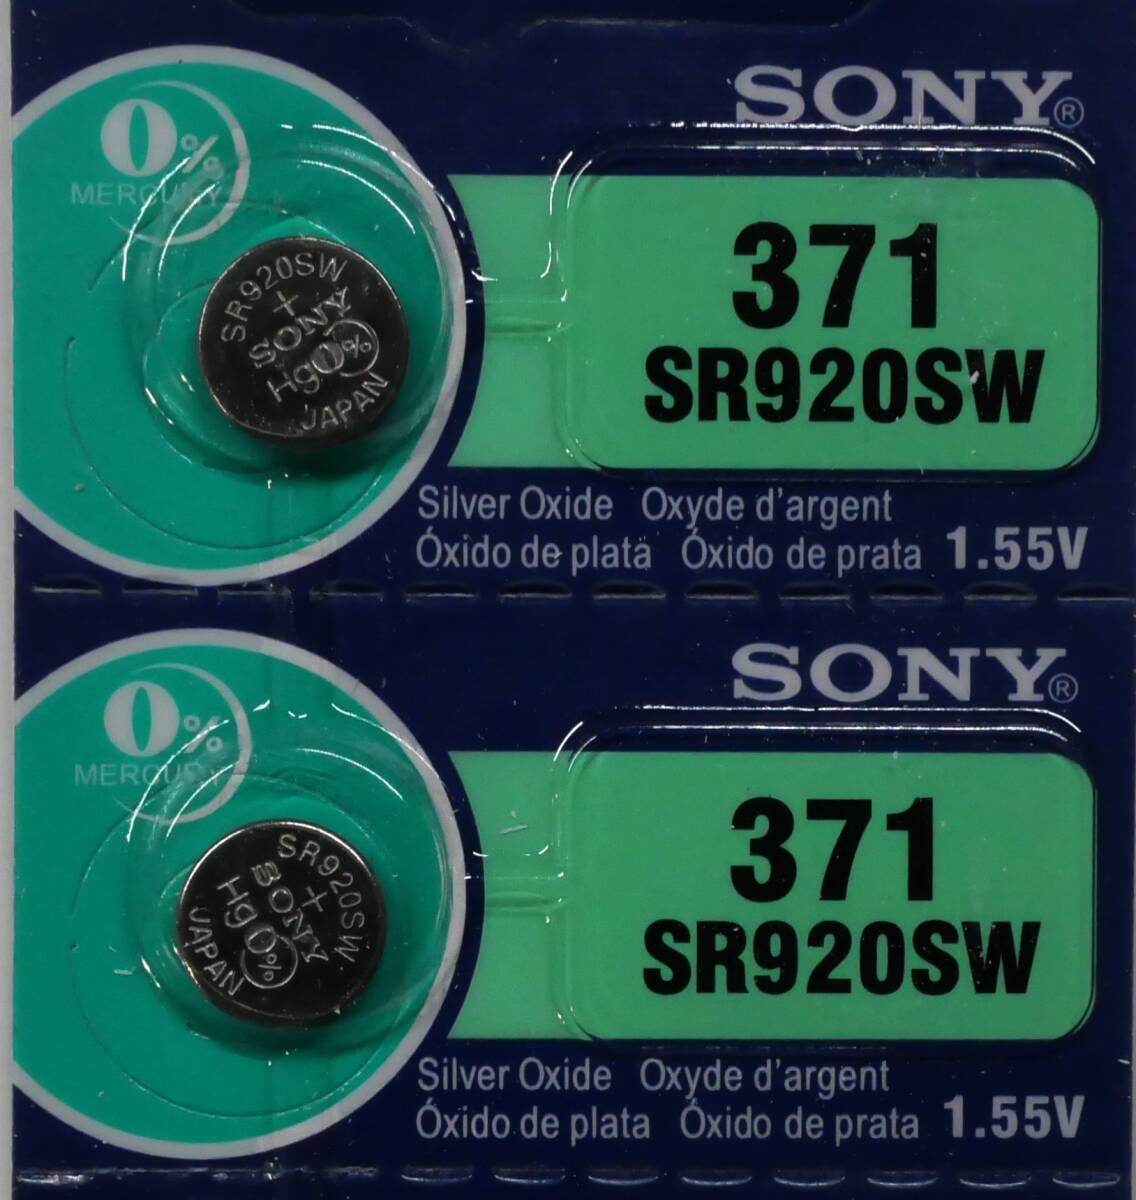 SONY®
0%
MERCURY
SR920SW
+
SONY
Hg0%
JAPAN
371
SR920SW
Silver Oxide Oxyde d'argent
Óxido de plata Óxido de prata 1.55V
SONY®
0%
MERCURY
SR920SW
+
SONY
Hg0%
JAPAN
371
SR920SW
Silver Oxide Oxyde d'argent
Óxido de plata Óxido de prata 1.55V